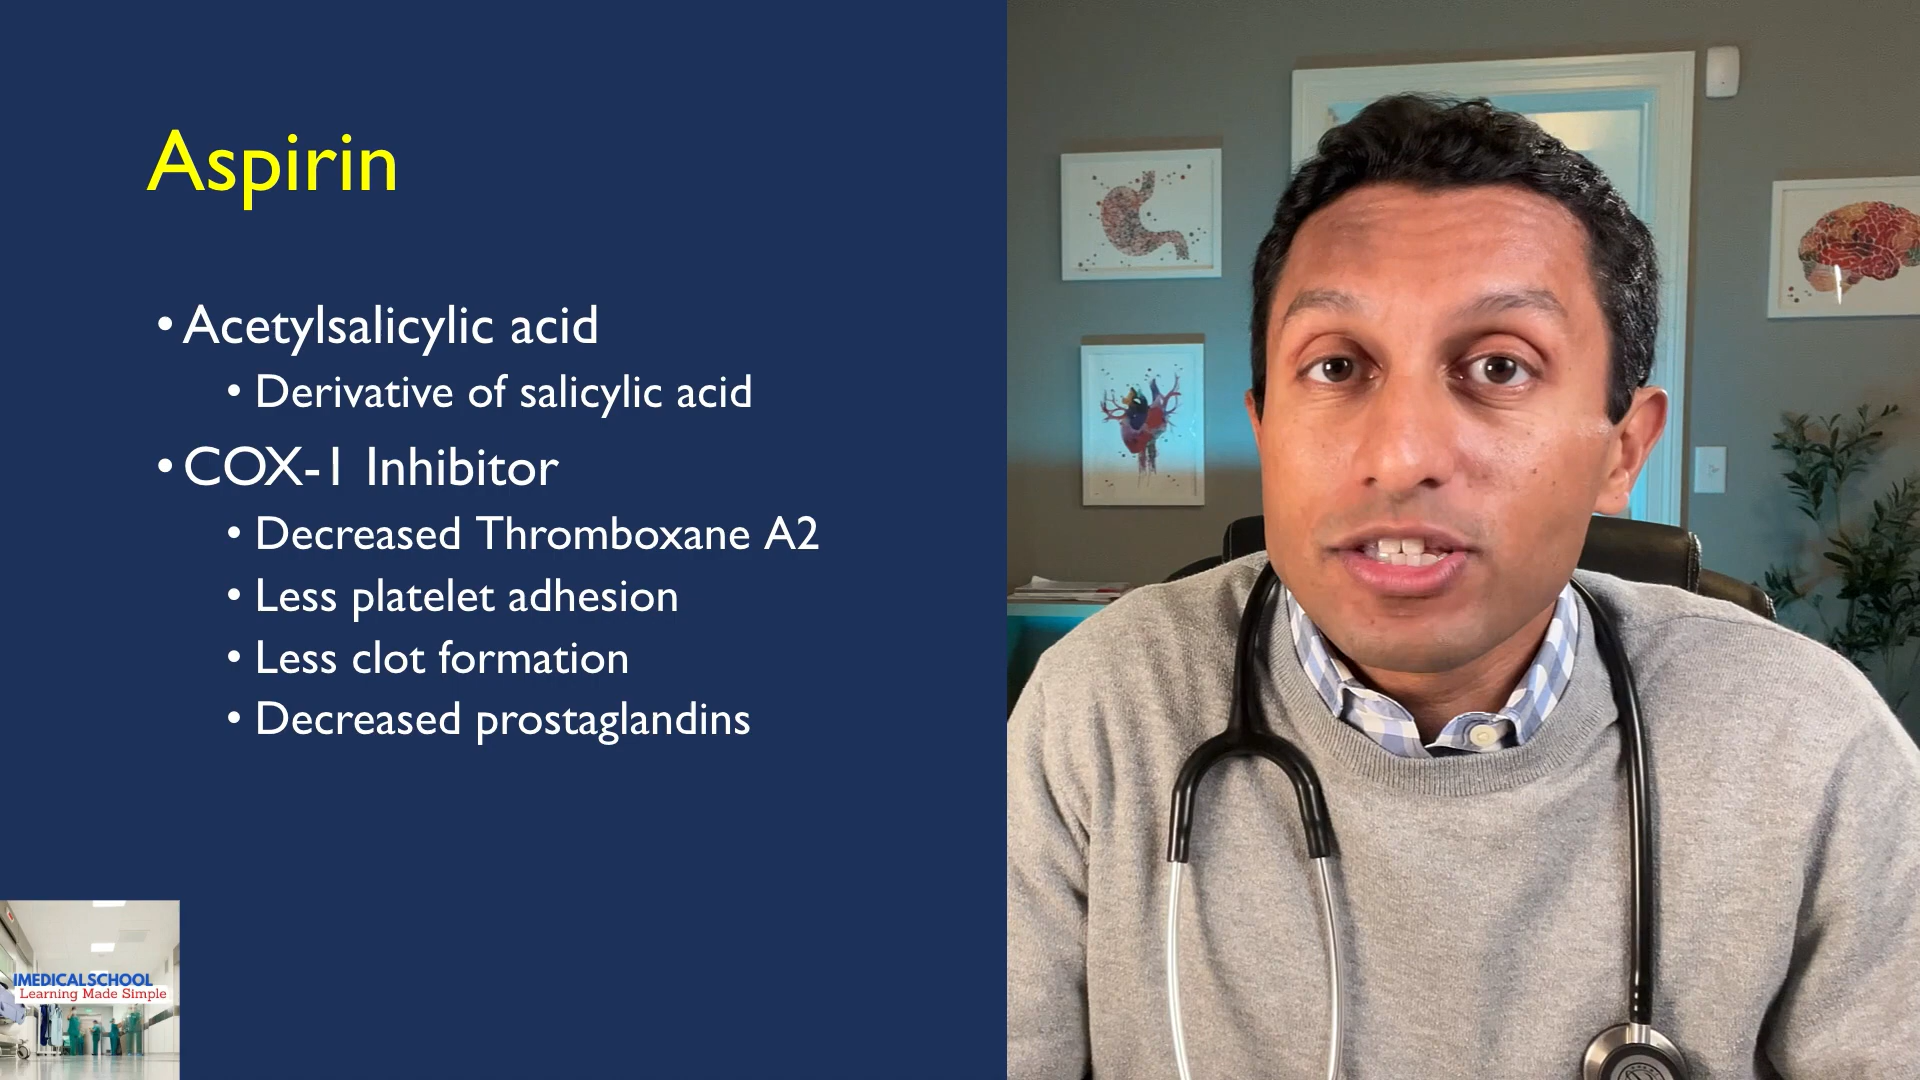 Aspirin
• Acetylsalicylic acid
• Derivative of salicylic acid
• COX-1 Inhibitor
• Decreased Thromboxane A2
• Less platelet adhesion
• Less clot formation
• Decreased prostaglandins
IMEDICALSCHOOL
Learning Made Simple